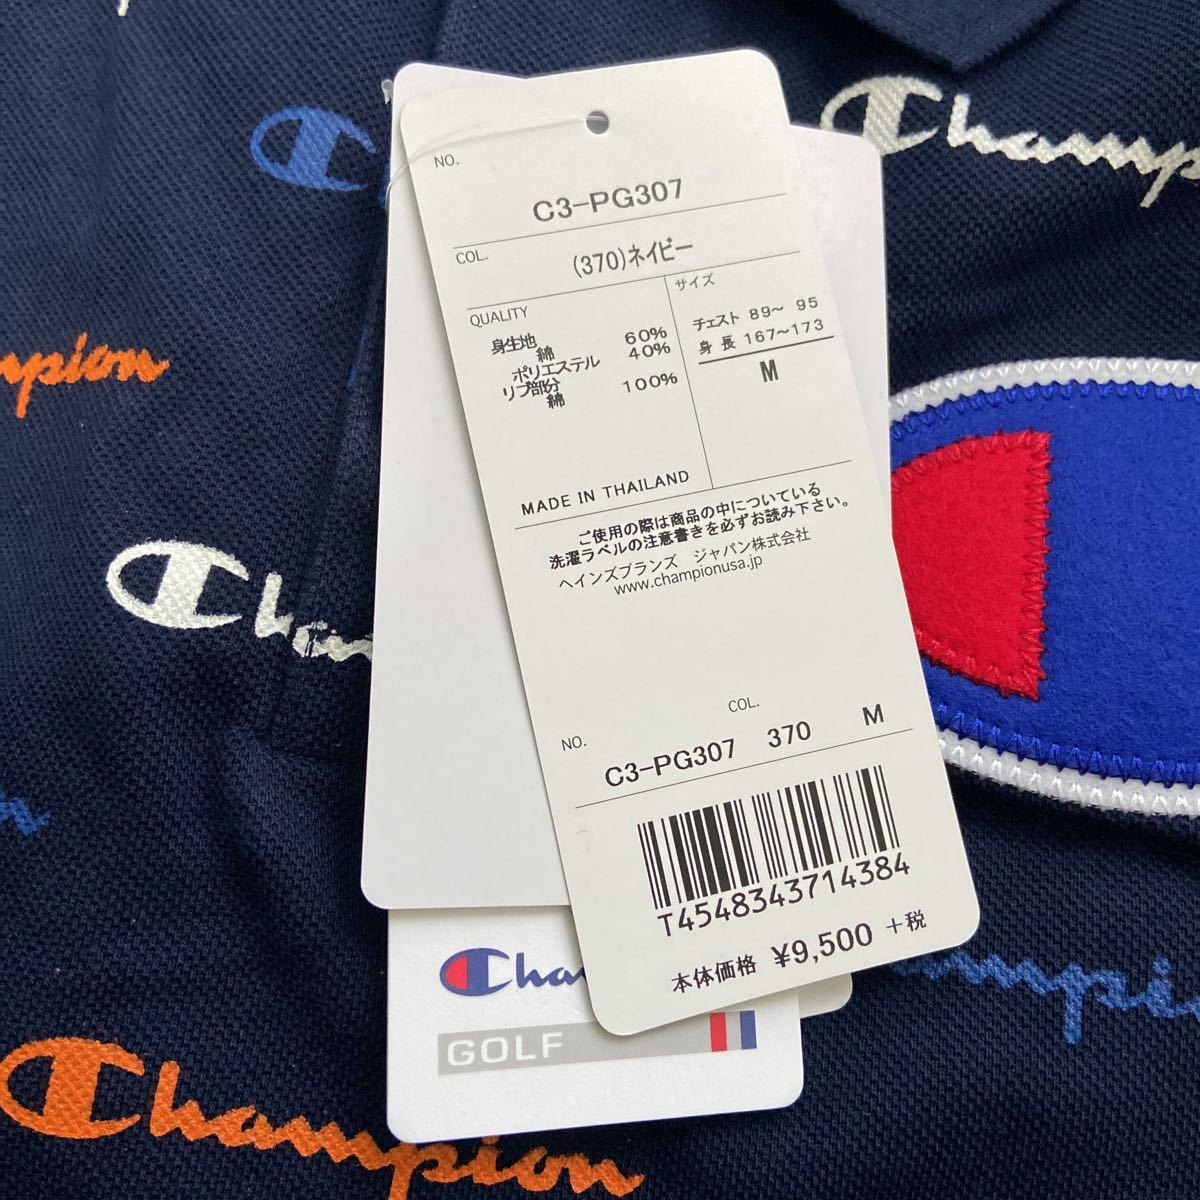 Champ
NO.
C3-PG307
COL.
(370)ネイビー
QUALITY
サイズ
身生地
綿 60%
ポリエステル 40%
リブ部分
綿 100%
チェスト 89～ 95
身 長 167～173
M
MADE IN THAILAND
ご使用の際は商品の中についている
洗濯ラベルの注意書きを必ずお読み下さい。
ヘインズブランズ ジャパン株式会社
www.championusa.jp
COL.
NO.
C3-PG307 370 M
T4548343714384
本体価格 ¥9,500 +税
Cha
GOLF
mpion
Cham
hampi
Champion